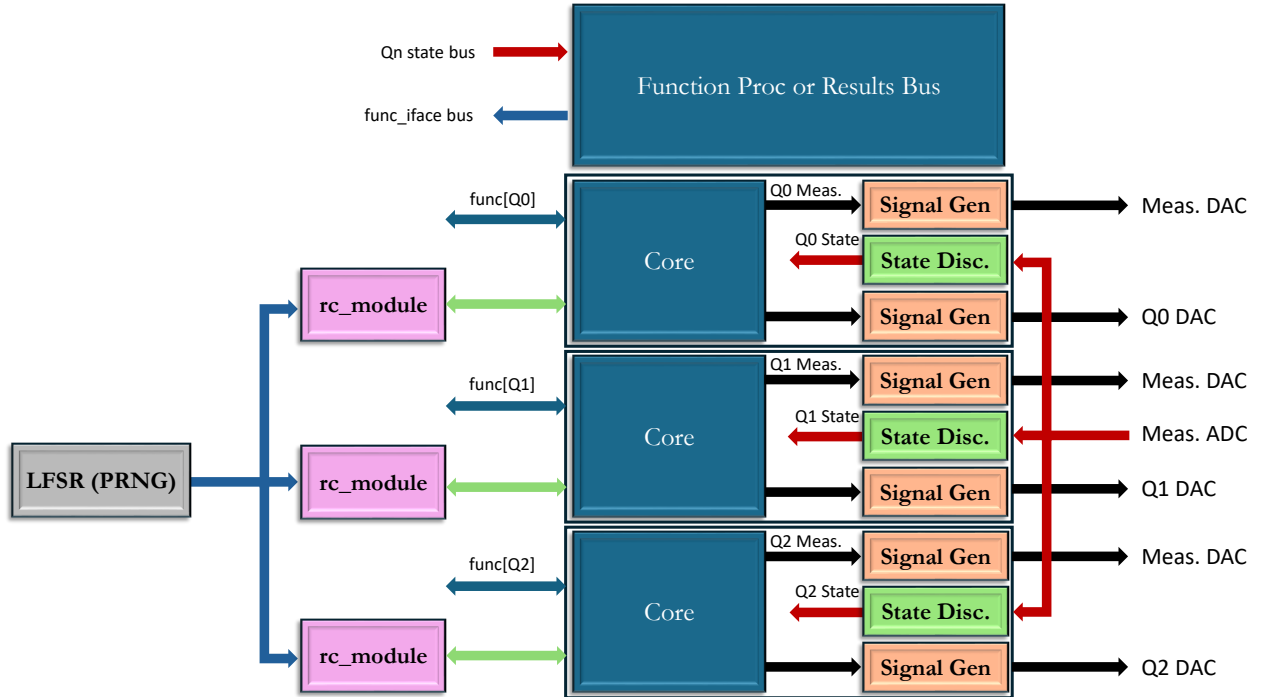 Qn state bus
Function Proc or Results Bus
func_iface bus
func[Q0]
Core
Q0 Meas.
Signal Gen
Meas. DAC
Q0 State
State Disc.
rc_module
Signal Gen
Q0 DAC
func[Q1]
Core
Q1 Meas.
Signal Gen
Meas. DAC
Q1 State
State Disc.
Meas. ADC
LFSR (PRNG)
rc_module
Signal Gen
Q1 DAC
func[Q2]
Core
Q2 Meas.
Signal Gen
Meas. DAC
Q2 State
State Disc.
rc_module
Signal Gen
Q2 DAC